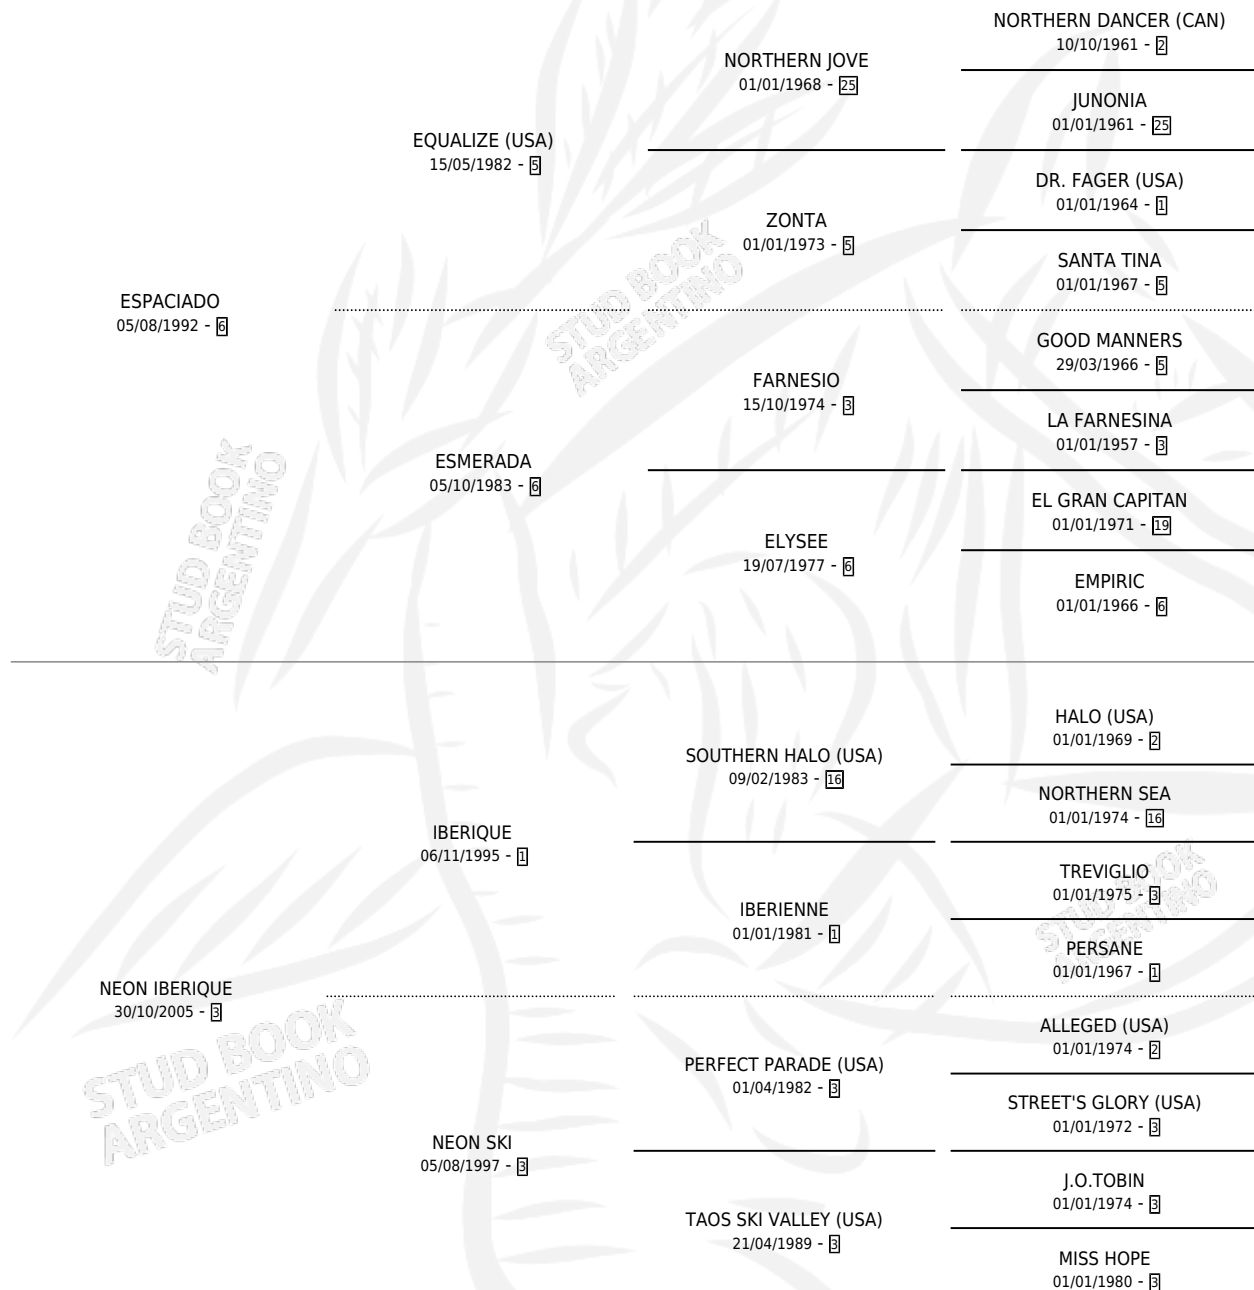 NORTHERN DANCER (CAN)
10/10/1961 - 2
NORTHERN JOVE
01/01/1968 - 25
JUNONIA
01/01/1961 - 25
EQUALIZE (USA)
15/05/1982 - 5
DR. FAGER (USA)
01/01/1964 - 1
ZONTA
01/01/1973 - 5
SANTA TINA
01/01/1967 - 5
ESPACIADO
05/08/1992 - 6
GOOD MANNERS
29/03/1966 - 5
FARNESIO
15/10/1974 - 3
LA FARNESINA
01/01/1957 - 3
ESMERADA
05/10/1983 - 6
EL GRAN CAPITAN
01/01/1971 - 19
ELYSEE
19/07/1977 - 6
EMPIRIC
01/01/1966 - 6
HALO (USA)
01/01/1969 - 2
SOUTHERN HALO (USA)
09/02/1983 - 16
NORTHERN SEA
01/01/1974 - 16
IBERIQUE
06/11/1995 - 1
TREVIGLIO
01/01/1975 - 3
IBERIENNE
01/01/1981 - 1
PERSANE
01/01/1967 - 1
NEON IBERIQUE
30/10/2005 - 3
ALLEGED (USA)
01/01/1974 - 2
PERFECT PARADE (USA)
01/04/1982 - 3
STREET'S GLORY (USA)
01/01/1972 - 3
NEON SKI
05/08/1997 - 3
J.O.TOBIN
01/01/1974 - 3
TAOS SKI VALLEY (USA)
21/04/1989 - 3
MISS HOPE
01/01/1980 - 3
STUD BOOK
ARGENTINO
STUD BOOK
ARGENTINO
STUD BOOK
ARGENTINO
STUD BOOK
ARGENTINO